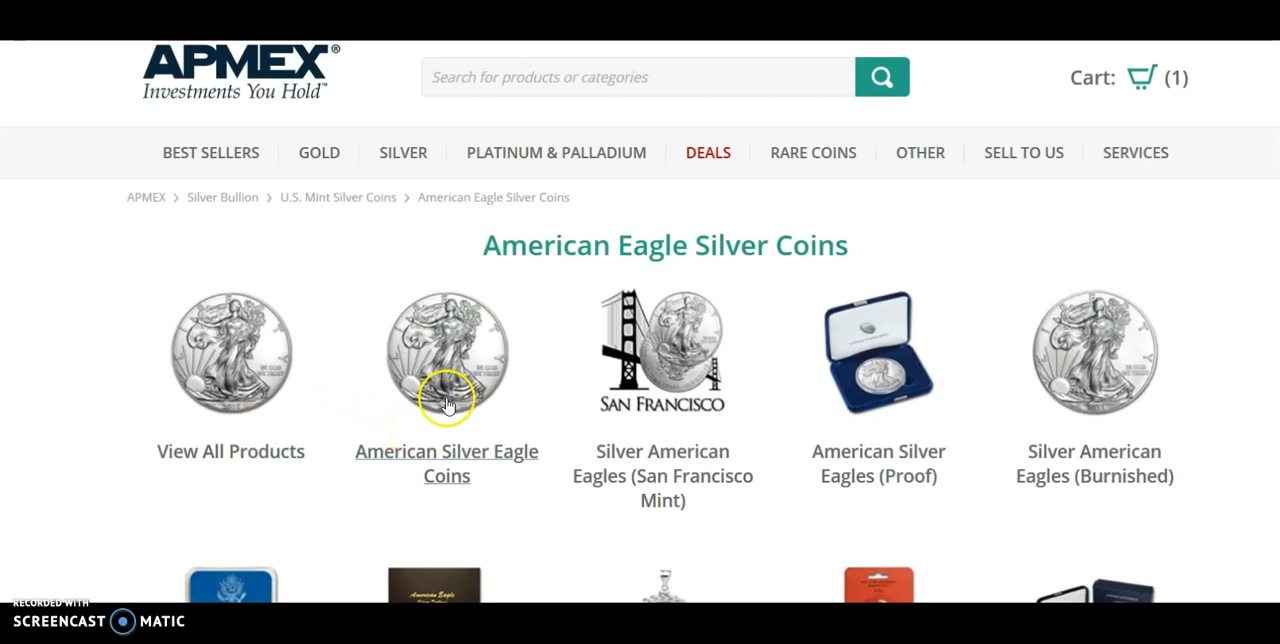 APMEX®
Investments You Hold™
Search for products or categories
Cart: (1)
BEST SELLERS GOLD SILVER PLATINUM & PALLADIUM DEALS RARE COINS OTHER SELL TO US SERVICES
APMEX > Silver Bullion > U.S. Mint Silver Coins > American Eagle Silver Coins
American Eagle Silver Coins
SAN FRANCISCO
View All Products
American Silver Eagle
Coins
Silver American
Eagles (San Francisco
Mint)
American Silver
Eagles (Proof)
Silver American
Eagles (Burnished)
American Eagle
RECORDED WITH
SCREENCAST MATIC